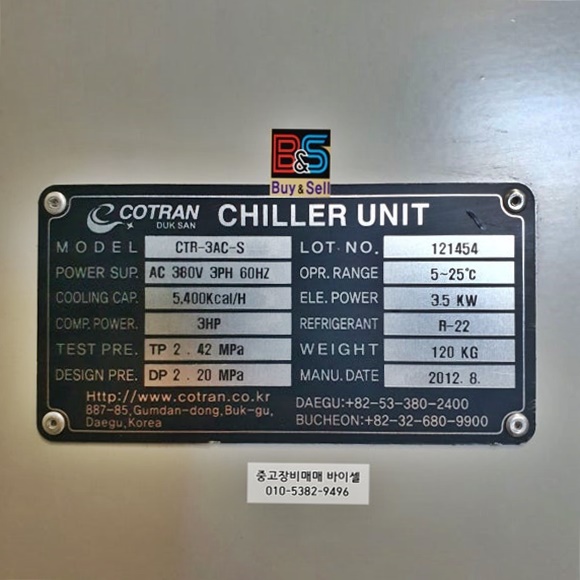 B&S
Buy & Sell
COTRAN DUK SAN CHILLER UNIT
MODEL CTR-3AC-S LOT NO. 121454
POWER SUP. AC 380V 3PH 60HZ OPR. RANGE 5~25℃
COOLING CAP. 5,400Kcal/H ELE. POWER 3.5 KW
COMP. POWER. 3HP REFRIGERANT R-22
TEST PRE. TP 2 . 42 MPa WEIGHT 120 KG
DESIGN PRE. DP 2 . 20 MPa MANU. DATE 2012. 8.
Http://www.cotran.co.kr DAEGU:+82-53-380-2400
887-85,Gumdan-dong,Buk-gu, BUCHEON:+82-32-680-9900
Daegu,Korea
중고장비매매 바이셀
010-5382-9496